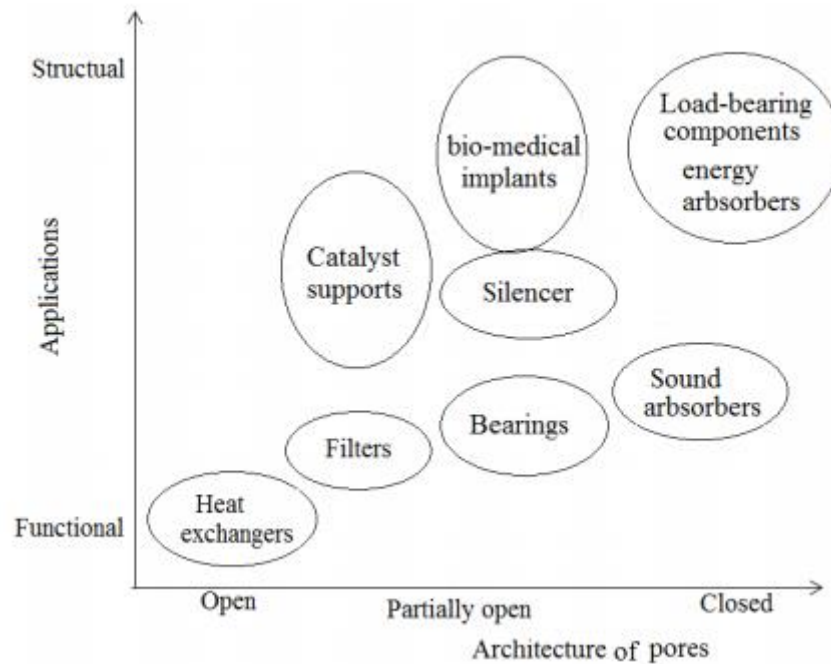 Structual
Load-bearing
components
energy
arbsorbers
bio-medical
implants
Catalyst
supports
Silencer
Applications
Sound
arbsorbers
Bearings
Filters
Heat
exchangers
Functional
Open
Partially open
Closed
Architecture of pores